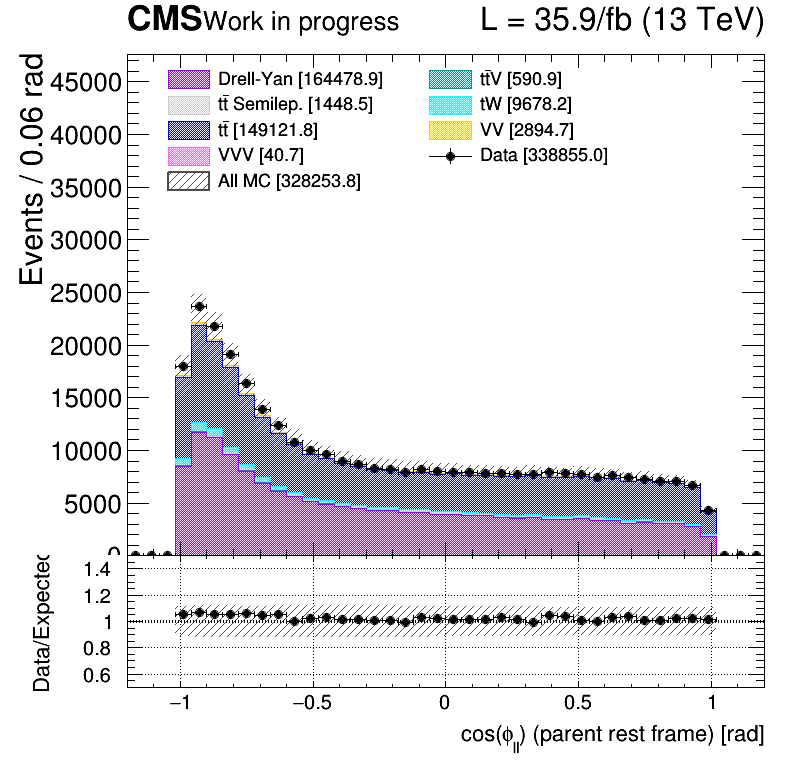 CMS Work in progress L = 35.9/fb (13 TeV)
Events / 0.06 rad
45000
40000
35000
30000
25000
20000
15000
10000
5000
0
Drell-Yan [164478.9]
tt̄ Semilep. [1448.5]
tt̄ [149121.8]
VVV [40.7]
All MC [328253.8]
tt̄V [590.9]
tW [9678.2]
VV [2894.7]
Data [338855.0]
Data/Expected
1.4
1.2
1
0.8
0.6
−1 −0.5 0 0.5 1
cos(ϕ_ll) (parent rest frame) [rad]